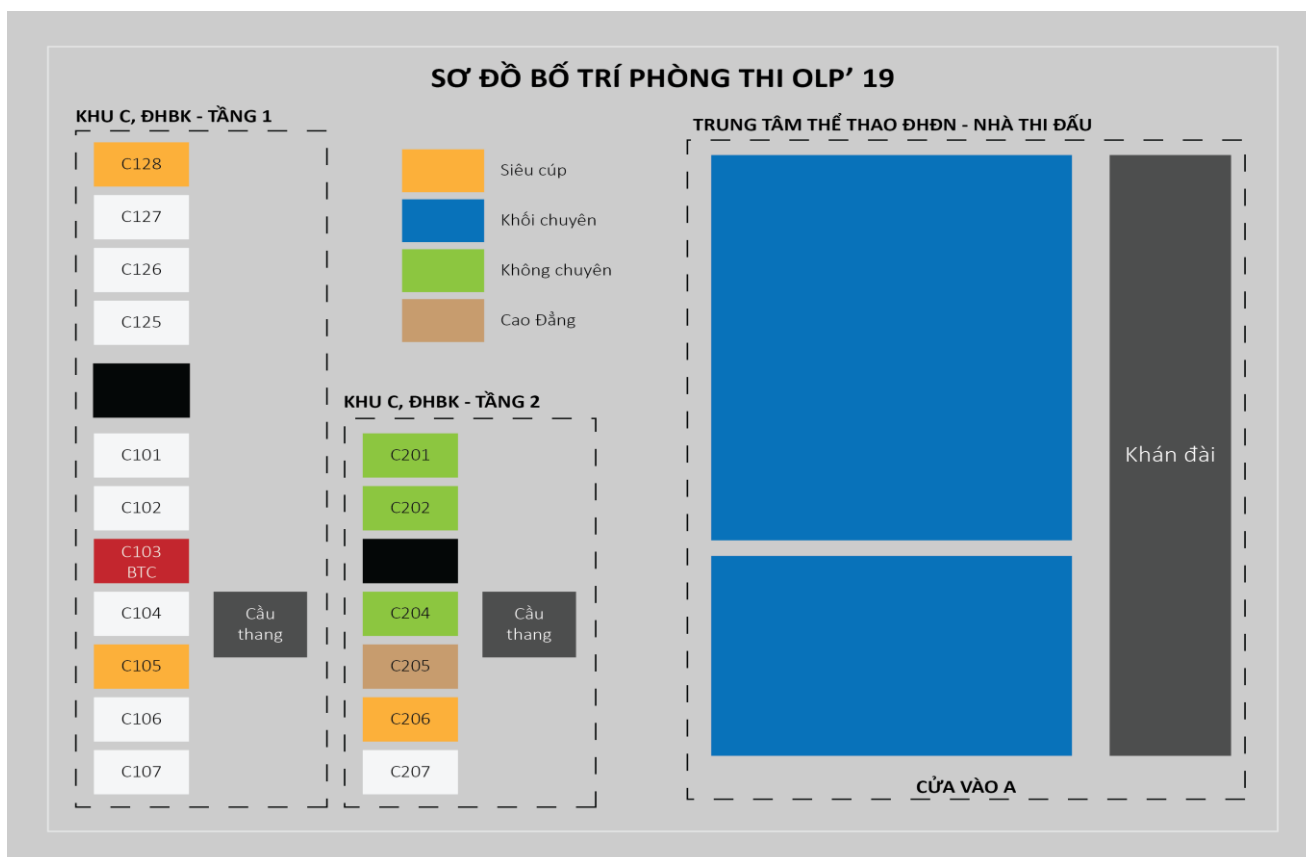 SƠ ĐỒ BỐ TRÍ PHÒNG THI OLP' 19
KHU C, ĐHBK - TẦNG 1
C128
C127
C126
C125
C101
C102
C103
BTC
C104
C105
C106
C107
Cầu
thang
Siêu cúp
Khối chuyên
Không chuyên
Cao Đẳng
KHU C, ĐHBK - TẦNG 2
C201
C202
C204
C205
C206
C207
Cầu
thang
TRUNG TÂM THỂ THAO ĐHĐN - NHÀ THI ĐẤU
Khán đài
CỬA VÀO A